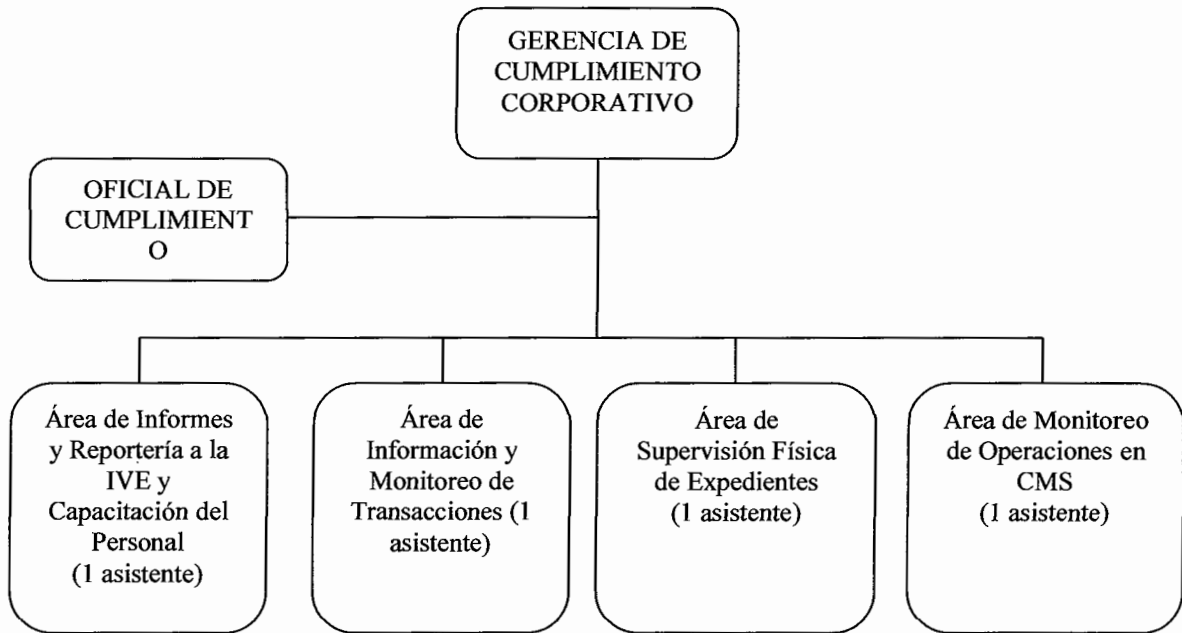 GERENCIA DE
CUMPLIMIENTO
CORPORATIVO
OFICIAL DE
CUMPLIMIENT
O
Área de Informes
y Reportería a la
IVE y
Capacitación del
Personal
(1 asistente)
Área de
Información y
Monitoreo de
Transacciones (1
asistente)
Área de
Supervisión Física
de Expedientes
(1 asistente)
Área de Monitoreo
de Operaciones en
CMS
(1 asistente)